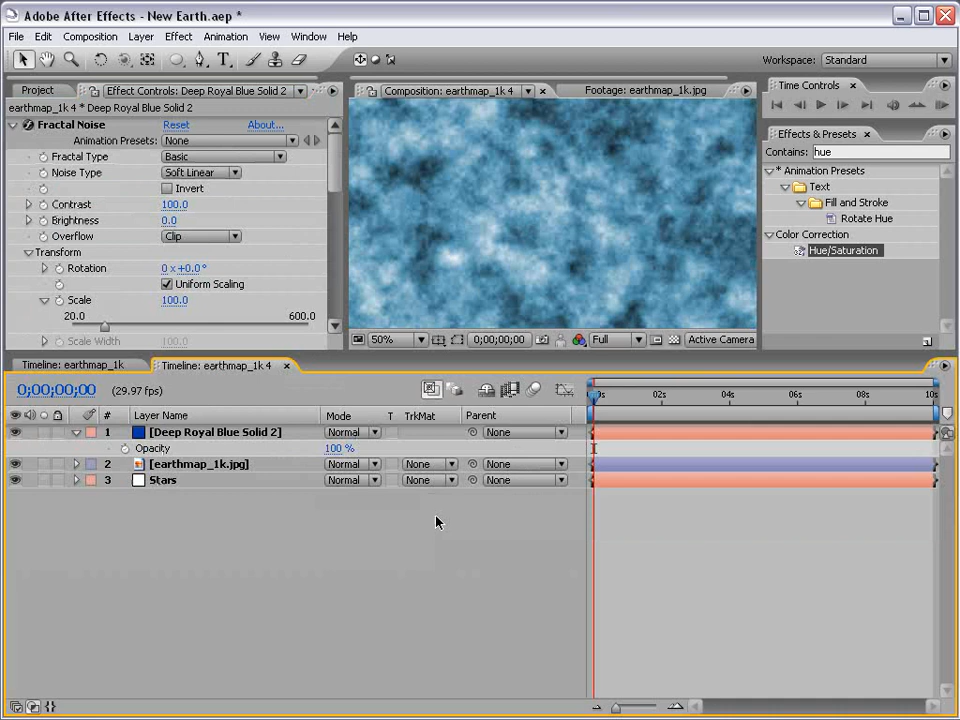 Adobe After Effects - New Earth.aep *
File Edit Composition Layer Effect Animation View Window Help
Workspace: Standard
Project Effect Controls: Deep Royal Blue Solid 2
Composition: earthmap_1k 4 Footage: earthmap_1k.jpg
Time Controls
earthmap_1k 4 * Deep Royal Blue Solid 2
Fractal Noise Reset About...
Animation Presets: None
Fractal Type Basic
Noise Type Soft Linear
Invert
Contrast 100.0
Brightness 0.0
Overflow Clip
Transform
Rotation 0 x+0.0°
Uniform Scaling
Scale 100.0
20.0 600.0
Scale Width 100.0
50% 0;00;00;00 Full Active Camera
Effects & Presets
Contains: hue
* Animation Presets
Text
Fill and Stroke
Rotate Hue
Color Correction
Hue/Saturation
Timeline: earthmap_1k Timeline: earthmap_1k 4
0;00;00;00 (29.97 fps)
02s 04s 06s 08s 10s
# Layer Name Mode T TrkMat Parent
1 [Deep Royal Blue Solid 2] Normal None
Opacity 100 %
2 [earthmap_1k.jpg] Normal None None
3 Stars Normal None None